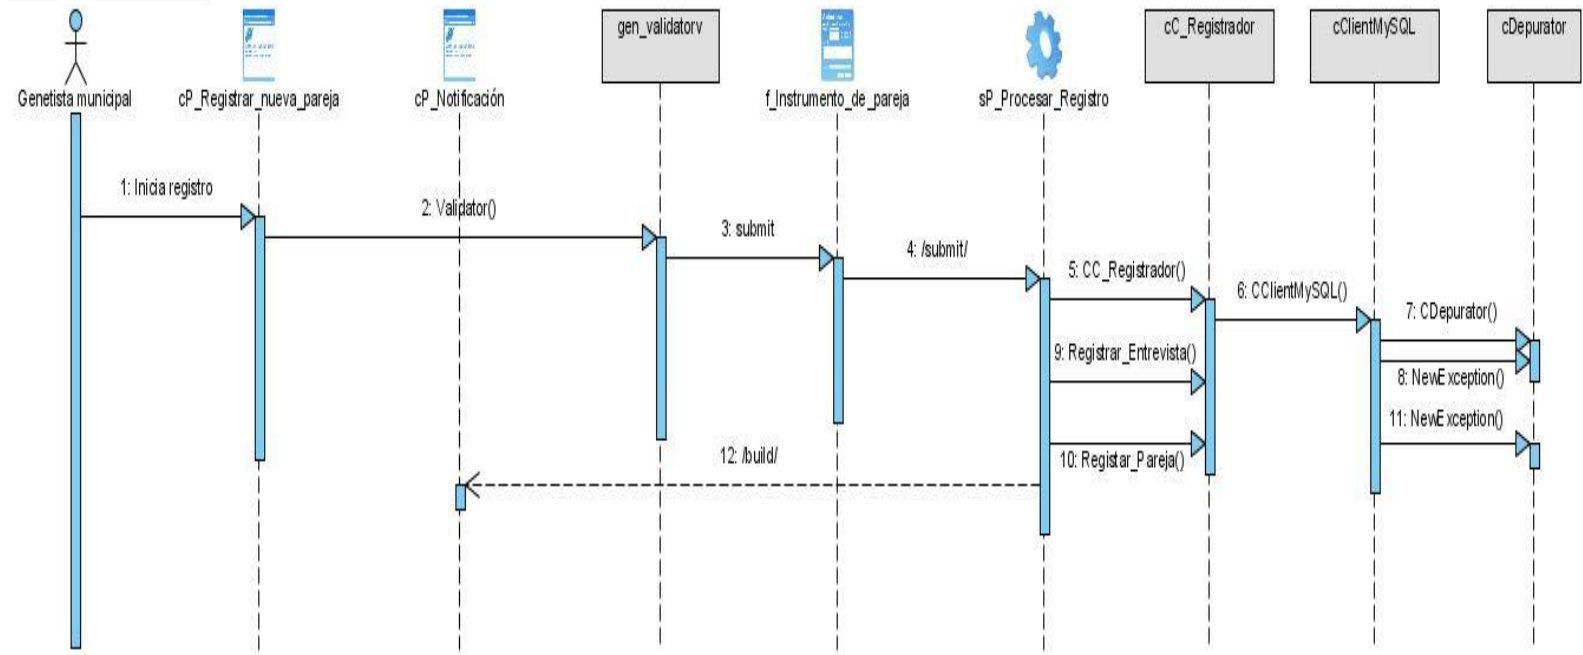 Genetista municipal
cP_Registrar_nueva_pareja
cP_Notificación
gen_validatorv
f_Instrumento_de_pareja
sP_Procesar_Registro
cC_Registrador
cClientMySQL
cDepurator
1: Inicia registro
2: Validator()
3: submit
4: /submit/
5: CC_Registrador()
6: CClientMySQL()
7: CDepurator()
8: NewException()
9: Registrar_Entrevista()
10: Registar_Pareja()
11: NewException()
12: /build/